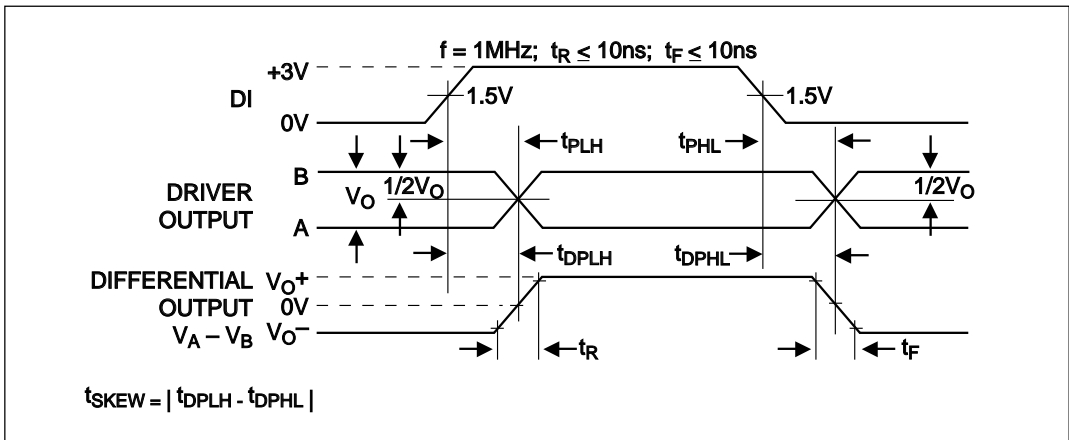 f = 1MHz; tR ≤ 10ns; tF ≤ 10ns
+3V
DI
1.5V
1.5V
0V
tPLH
tPHL
B
DRIVER
OUTPUT
VO
1/2VO
1/2VO
A
tDPLH
tDPHL
DIFFERENTIAL
OUTPUT
VA – VB
VO+
0V
VO–
tR
tF
tSKEW = | tDPLH - tDPHL |